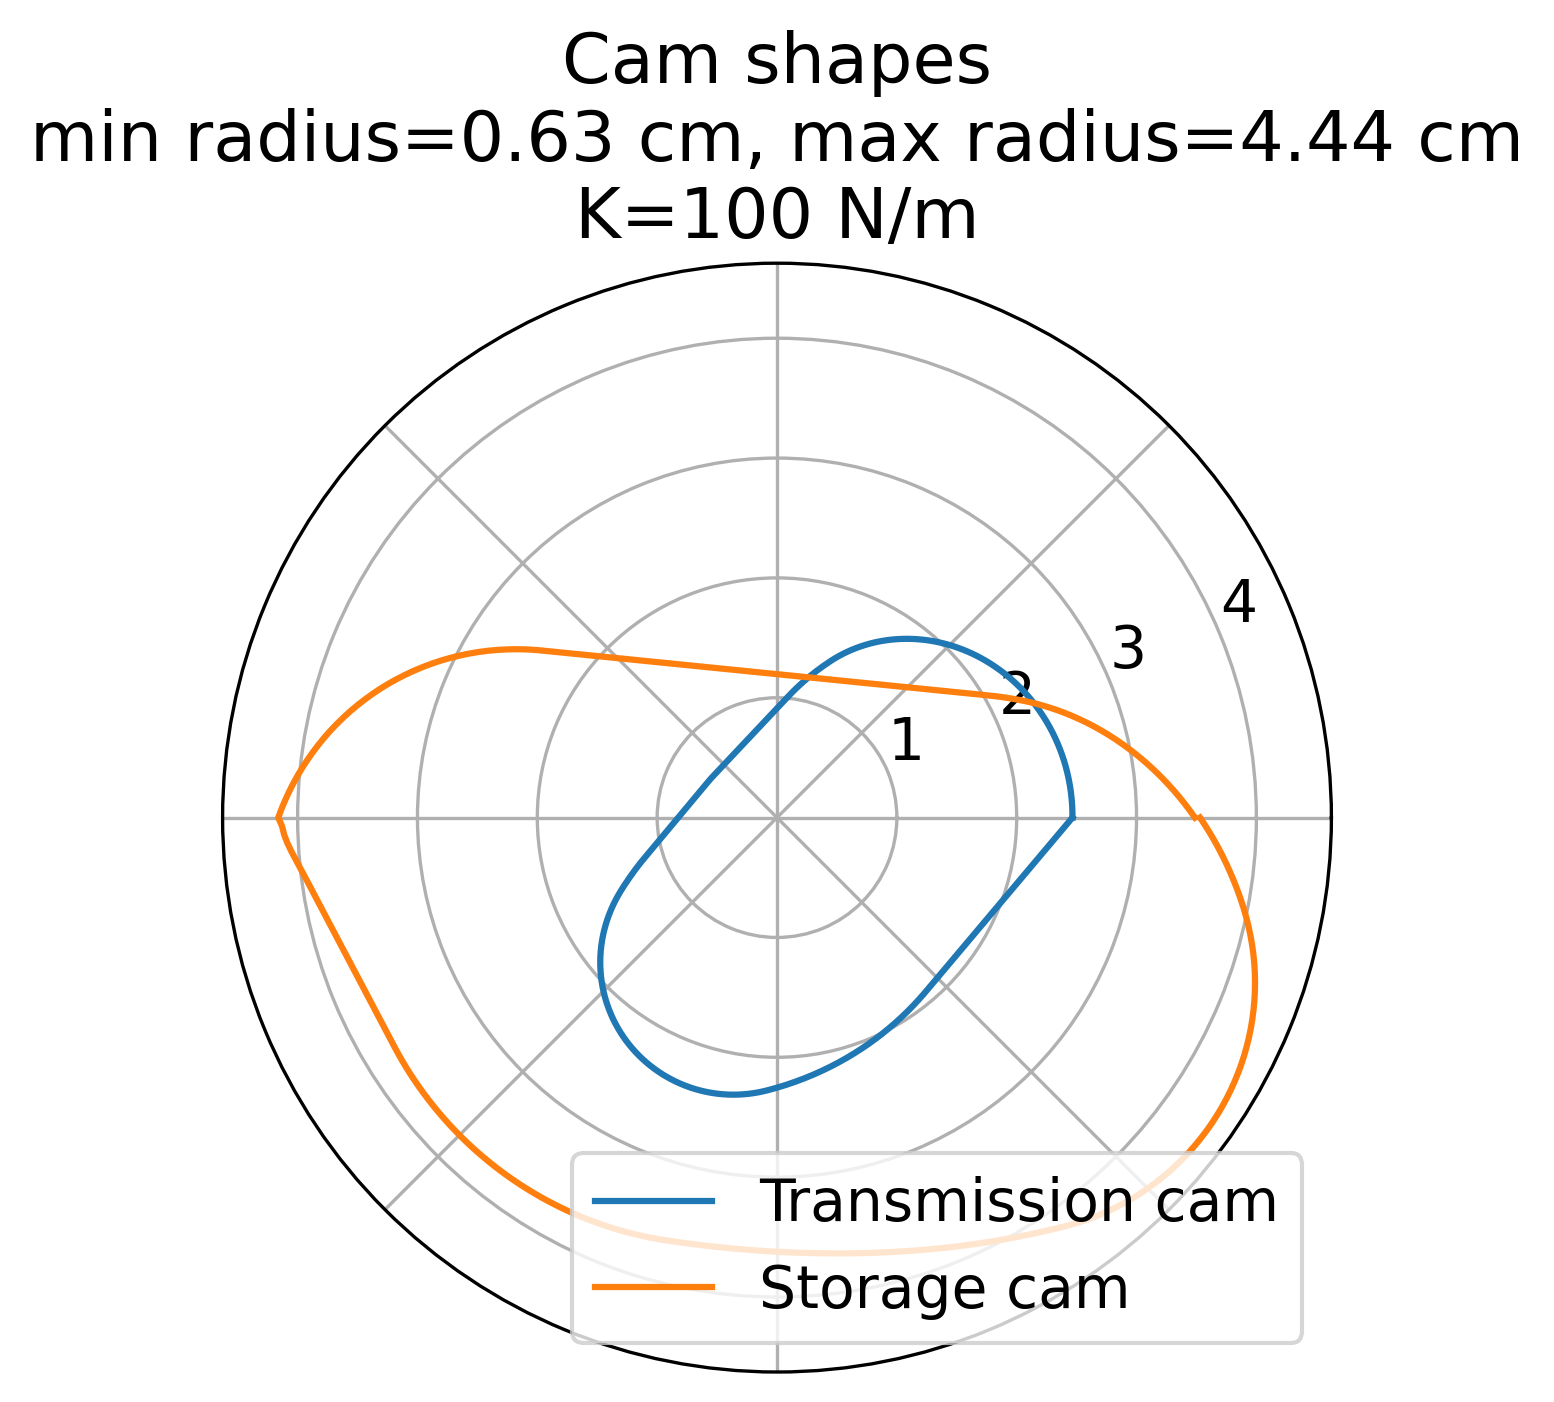 Cam shapes
min radius=0.63 cm, max radius=4.44 cm
K=100 N/m
4
3
2
1
Transmission cam
Storage cam